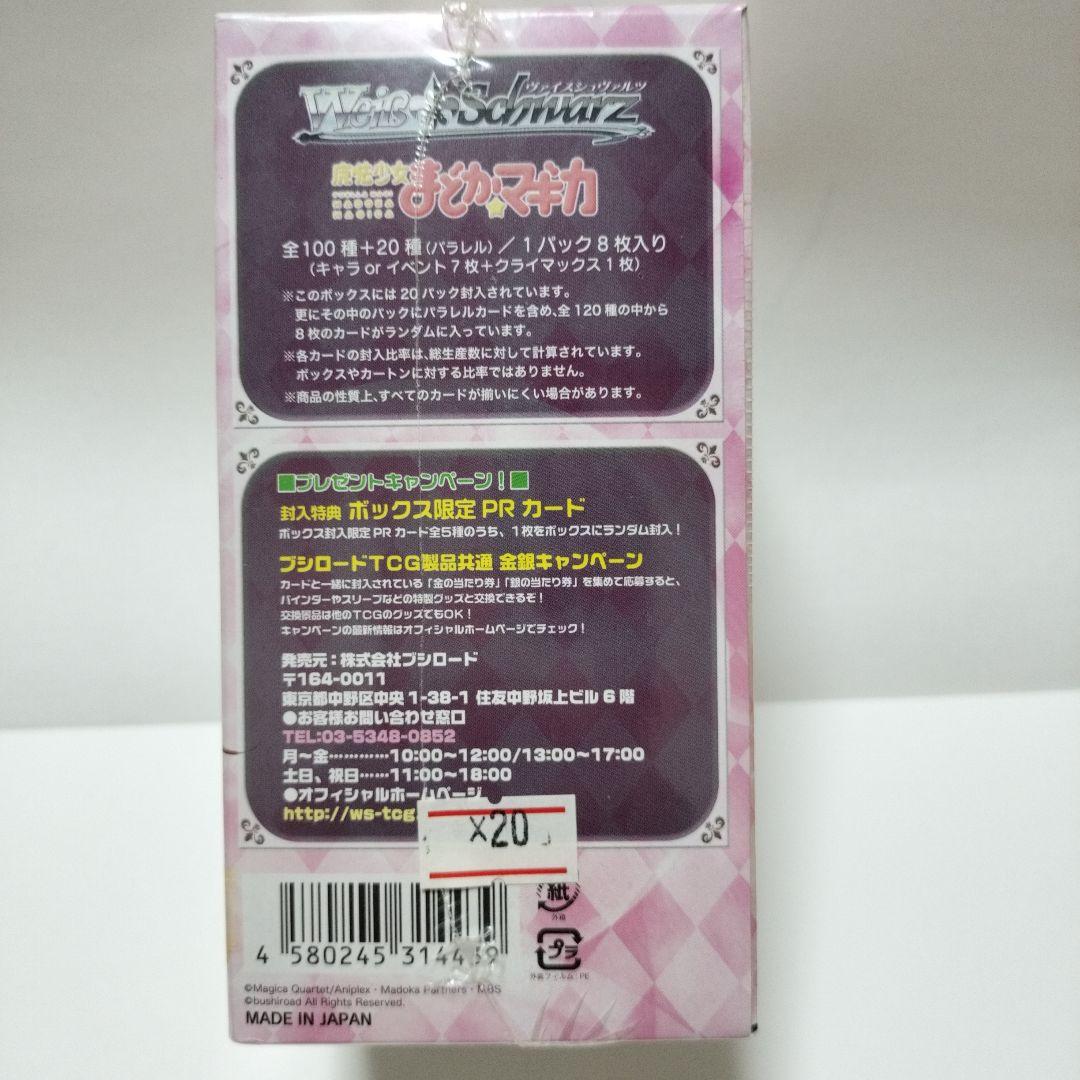 ヴァイスシュヴァルツ
Weiß Schwarz
魔法少女
まどか☆マギカ
PUELLA MAGI
MADOKA
MAGICA
全100種+20種(パラレル)/1パック8枚入り
(キャラ or イベント7枚+クライマックス1枚)
※このボックスには20パック封入されています。
更にその中のパックにパラレルカードを含め、全120種の中から
8枚のカードがランダムに入っています。
※各カードの封入比率は、総生産数に対して計算されています。
ボックスやカートンに対する比率ではありません。
※商品の性質上、すべてのカードが揃いにくい場合があります。
■プレゼントキャンペーン!■
封入特典 ボックス限定PRカード
ボックス封入限定PRカード全5種のうち、1枚をボックスにランダム封入!
ブシロードTCG製品共通 金銀キャンペーン
カードと一緒に封入されている「金の当たり券」「銀の当たり券」を集めて応募すると、
バインダーやスリーブなどの特製グッズと交換できるぞ!
交換景品は他のTCGのグッズでもOK!
キャンペーンの最新情報はオフィシャルホームページでチェック!
発売元:株式会社ブシロード
〒164-0011
東京都中野区中央1-38-1 住友中野坂上ビル6階
●お客様お問い合わせ窓口
TEL:03-5348-0852
月~金…………10:00~12:00/13:00~17:00
土日、祝日……11:00~18:00
●オフィシャルホームページ
http://ws-tcg.
×20
紙
外箱
プラ
外装フィルム:PE
4 580245 314439
©Magica Quartet/Aniplex・Madoka Partners・MBS
©bushiroad All Rights Reserved.
MADE IN JAPAN